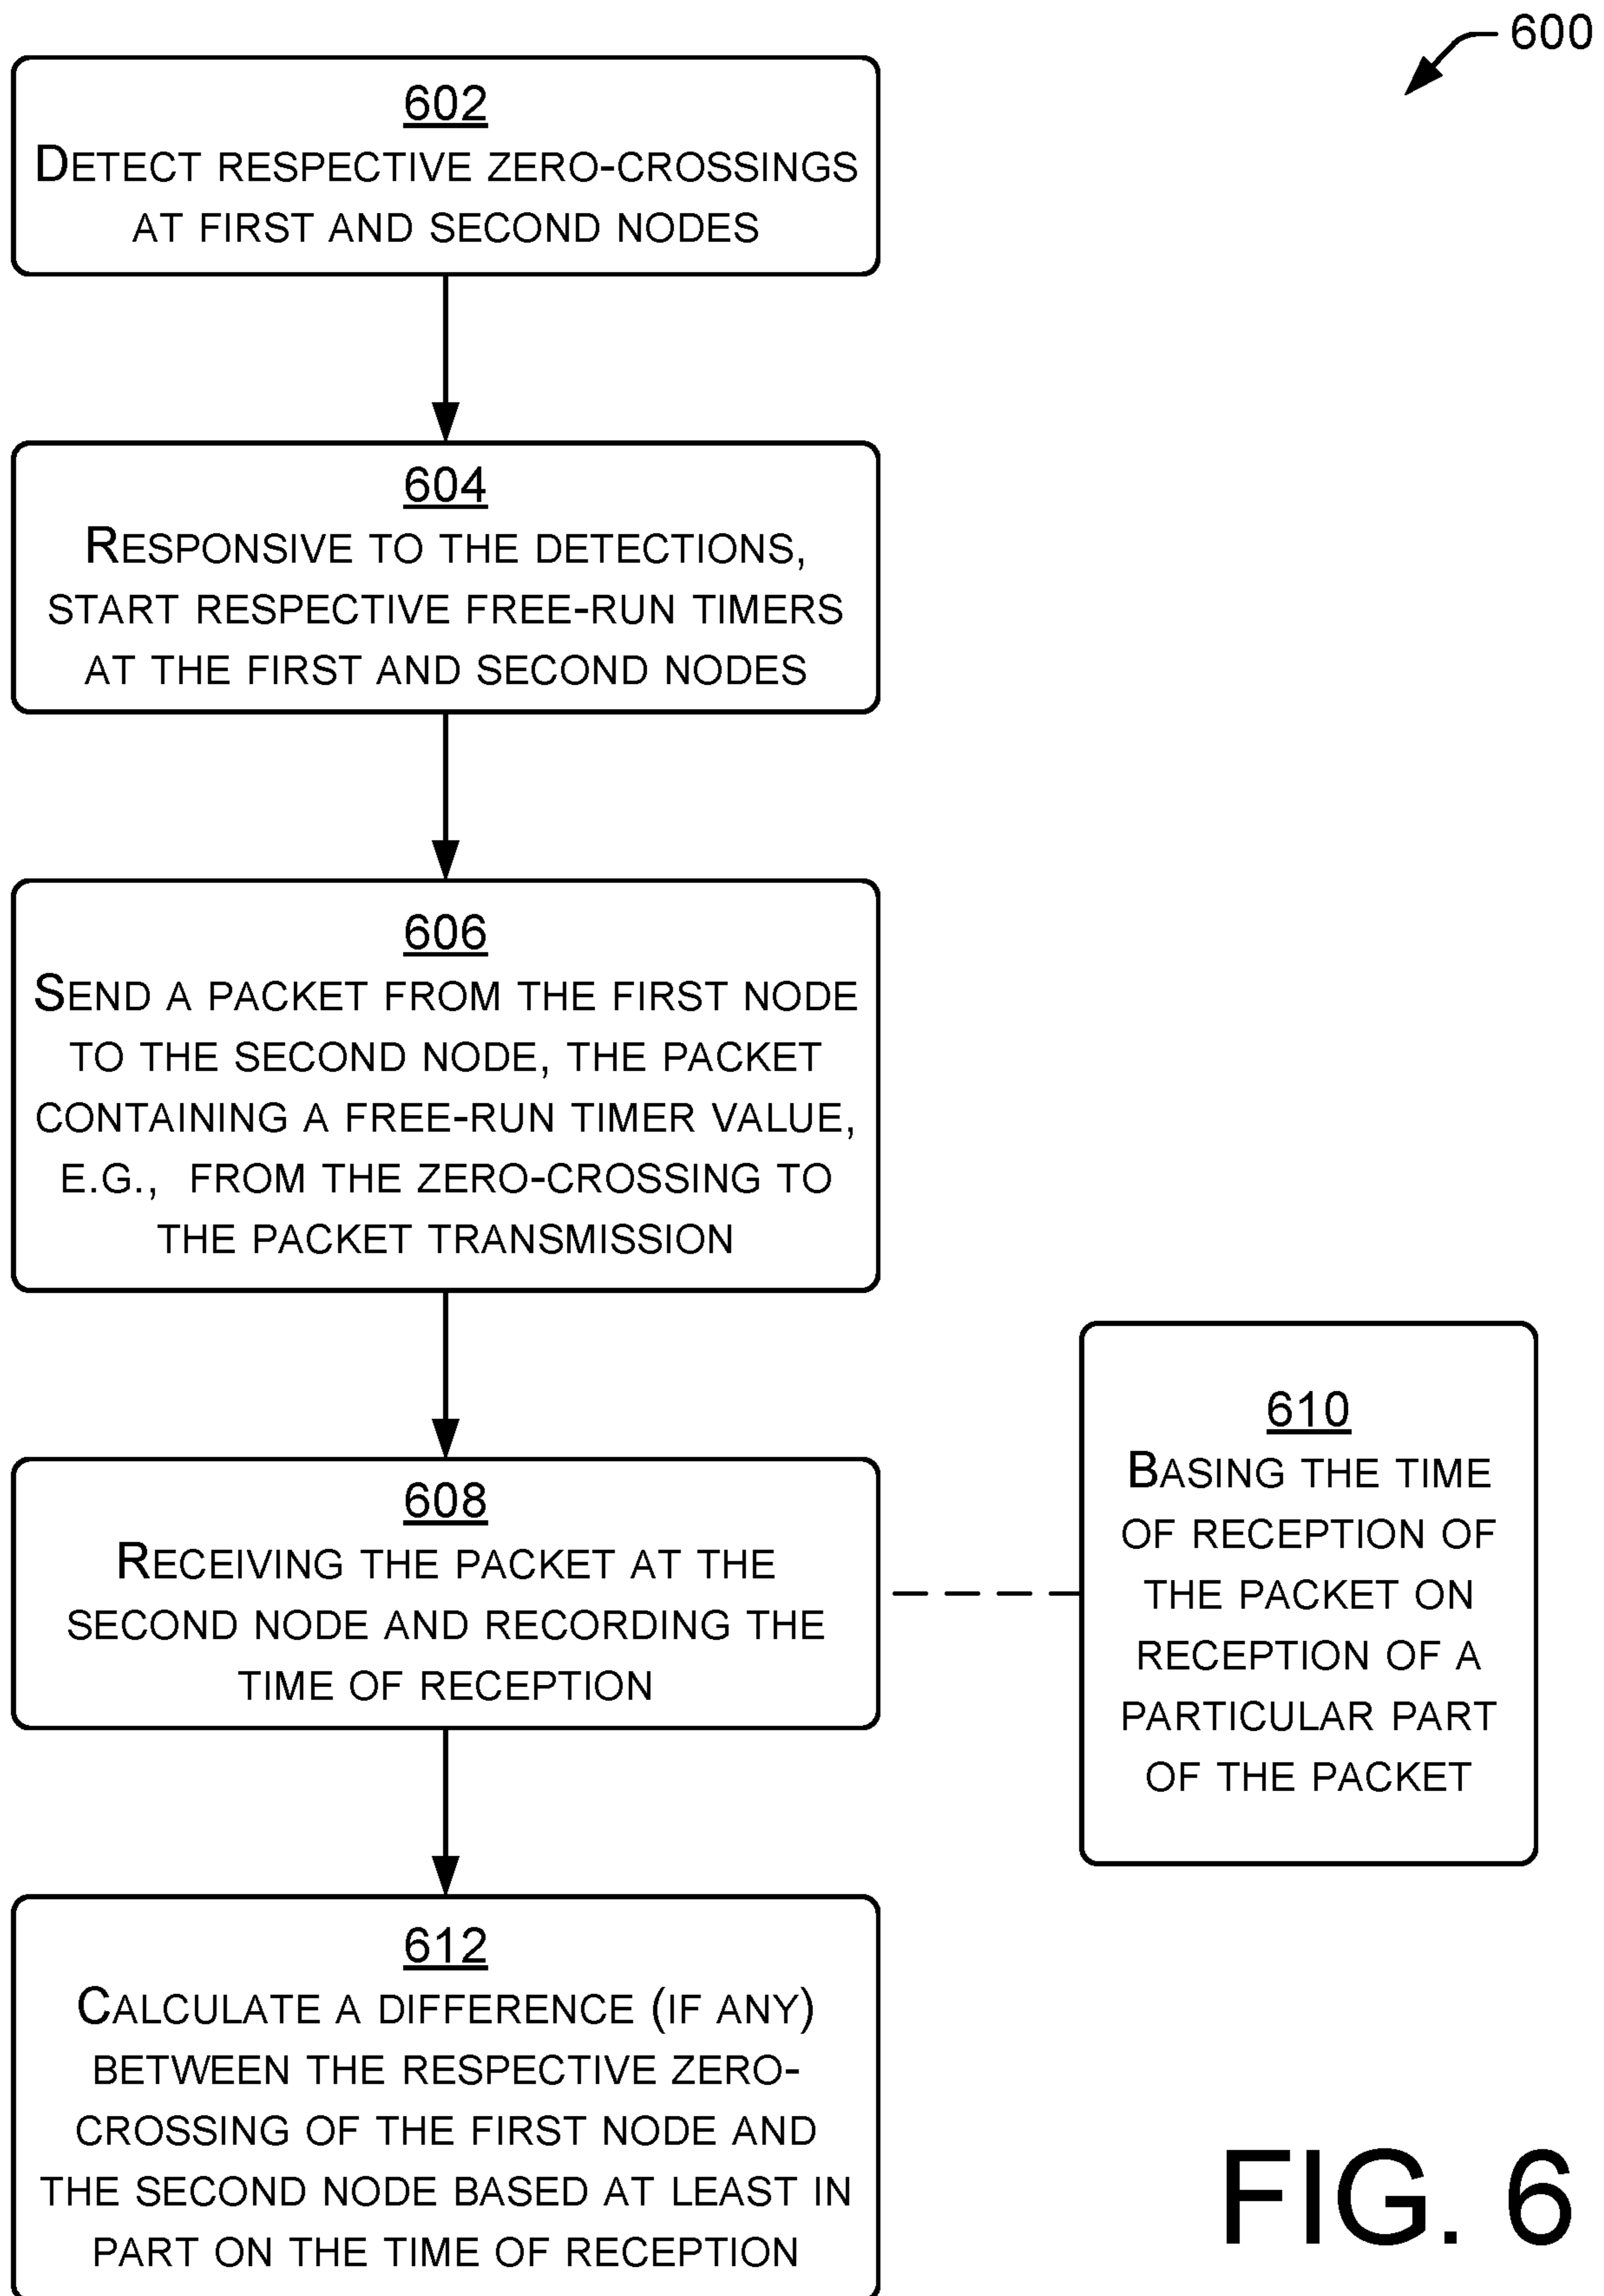 600
602
DETECT RESPECTIVE ZERO-CROSSINGS
AT FIRST AND SECOND NODES
604
RESPONSIVE TO THE DETECTIONS,
START RESPECTIVE FREE-RUN TIMERS
AT THE FIRST AND SECOND NODES
606
SEND A PACKET FROM THE FIRST NODE
TO THE SECOND NODE, THE PACKET
CONTAINING A FREE-RUN TIMER VALUE,
E.G., FROM THE ZERO-CROSSING TO
THE PACKET TRANSMISSION
608
RECEIVING THE PACKET AT THE
SECOND NODE AND RECORDING THE
TIME OF RECEPTION
610
BASING THE TIME
OF RECEPTION OF
THE PACKET ON
RECEPTION OF A
PARTICULAR PART
OF THE PACKET
612
CALCULATE A DIFFERENCE (IF ANY)
BETWEEN THE RESPECTIVE ZERO-
CROSSING OF THE FIRST NODE AND
THE SECOND NODE BASED AT LEAST IN
PART ON THE TIME OF RECEPTION
FIG. 6